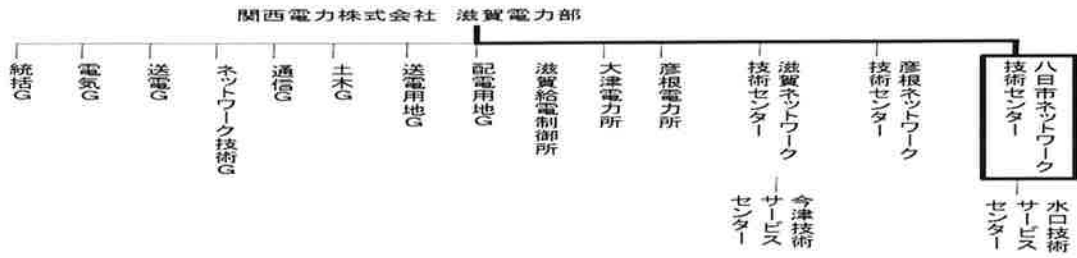 関西電力株式会社 滋賀電力部
統括G
電気G
送電G
ネットワーク技術G
通信G
土木G
送電用地G
配電用地G
滋賀給電制御所
大津電力所
彦根電力所
滋賀ネットワーク
技術センター
今津技術
サービス
センター
彦根ネットワーク
技術センター
八日市ネットワーク
技術センター
水口技術
サービス
センター